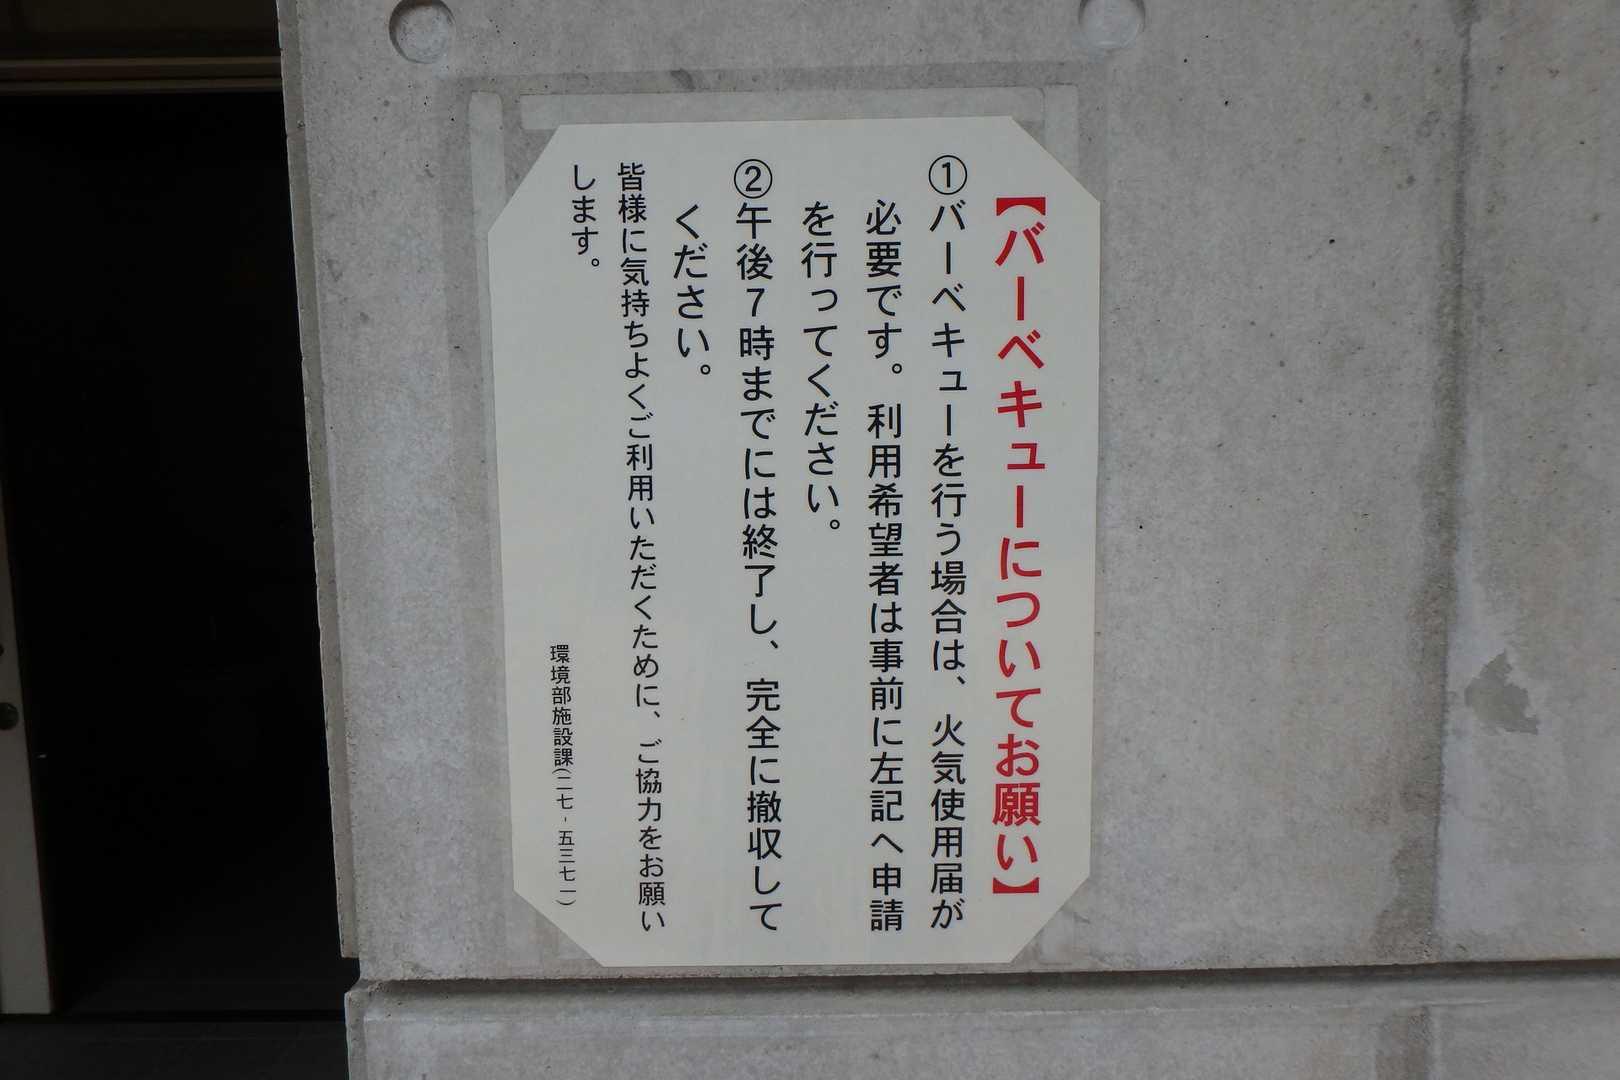 【バーベキューについてお願い】
①バーベキューを行う場合は、火気使用届が
必要です。利用希望者は事前に左記へ申請
を行ってください。
②午後7時までには終了し、完全に撤収して
ください。
皆様に気持ちよくご利用いただくために、ご協力をお願い
します。
環境部施設課(二七-五三七一)